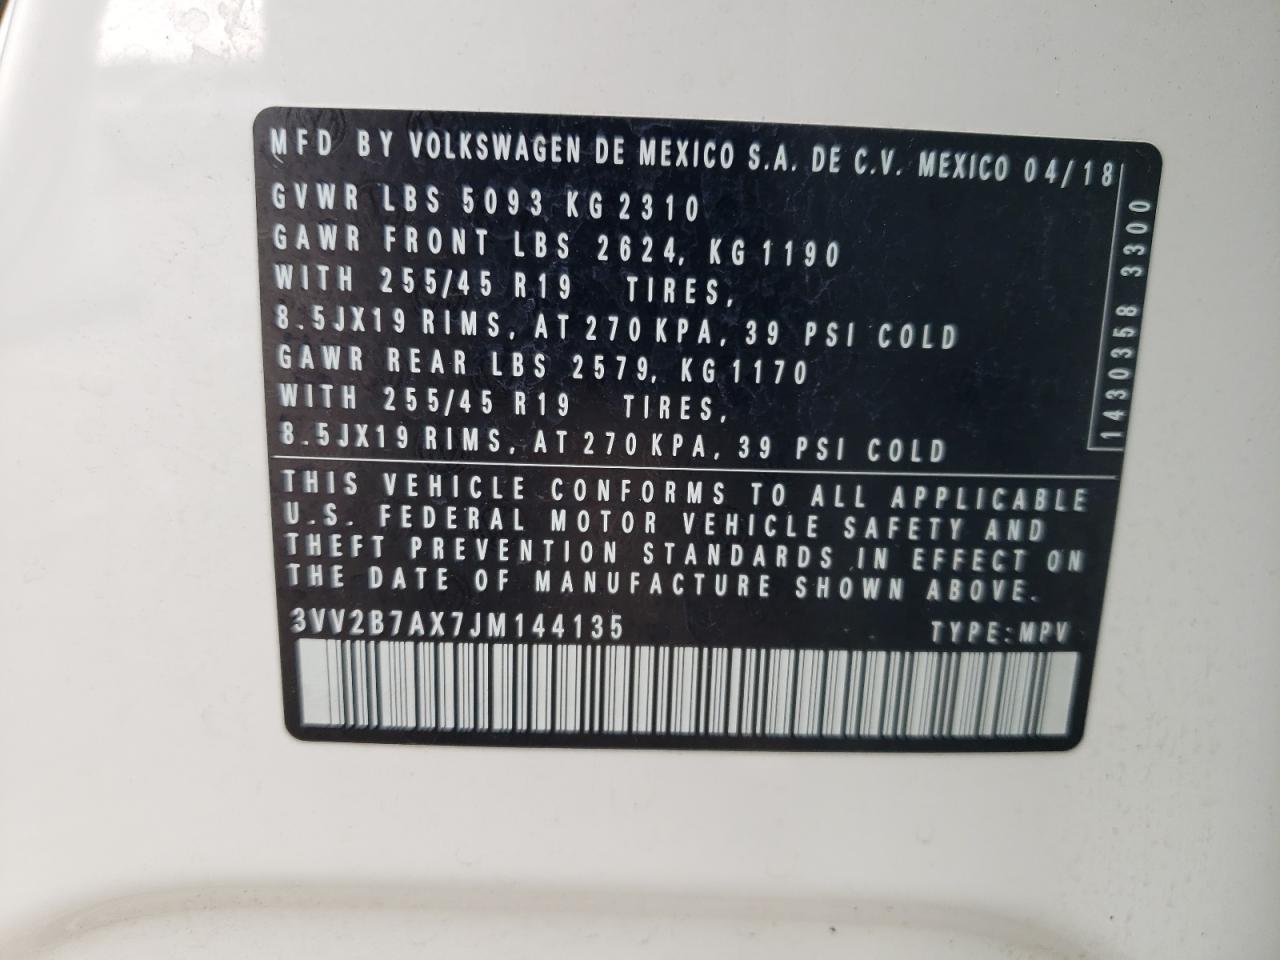 MFD BY VOLKSWAGEN DE MEXICO S.A. DE C.V. MEXICO 04/18
GVWR LBS 5093 KG 2310
GAWR FRONT LBS 2624, KG 1190
WITH 255/45 R19 TIRES,
8.5JX19 RIMS, AT 270 KPA, 39 PSI COLD
GAWR REAR LBS 2579, KG 1170
WITH 255/45 R19 TIRES,
8.5JX19 RIMS, AT 270 KPA, 39 PSI COLD
1430358 3300
THIS VEHICLE CONFORMS TO ALL APPLICABLE
U.S. FEDERAL MOTOR VEHICLE SAFETY AND
THEFT PREVENTION STANDARDS IN EFFECT ON
THE DATE OF MANUFACTURE SHOWN ABOVE.
3VV2B7AX7JM144135 TYPE:MPV